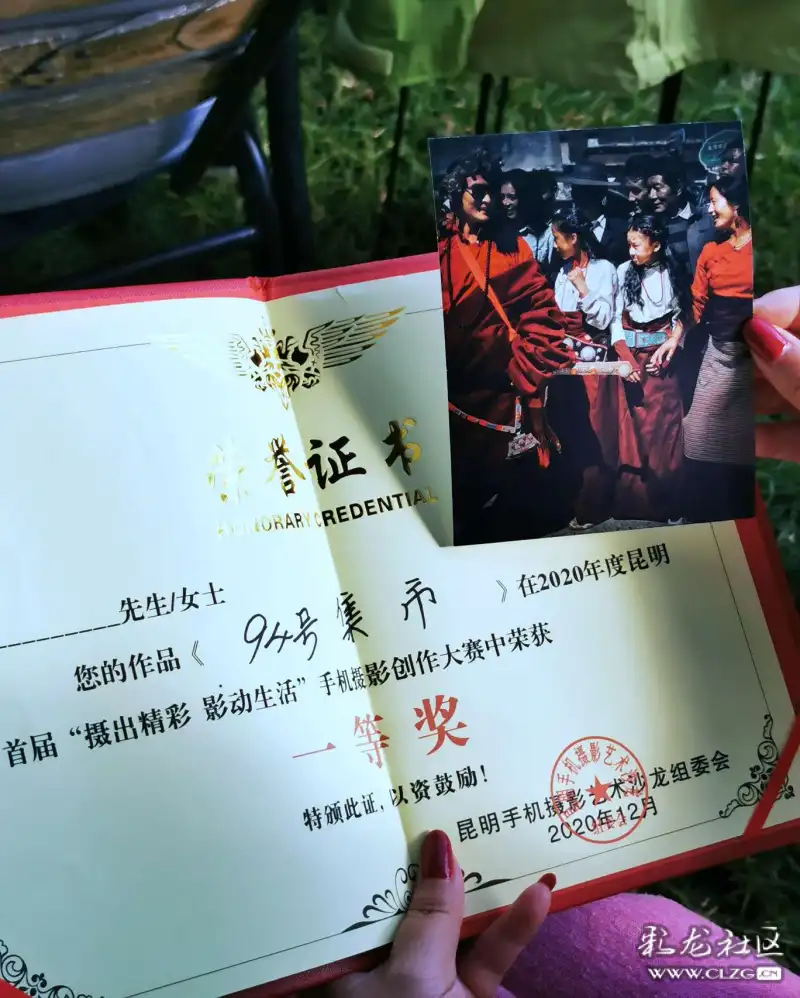 荣誉证书
HONORARY CREDENTIAL
先生/女士
您的作品《94号集市》在2020年度昆明
首届“摄出精彩 影动生活”手机摄影创作大赛中荣获
一等奖
特颁此证，以资鼓励！
昆明手机摄影艺术沙龙组委会
2020年12月
彩龙社区
WWW.CLZG.CN